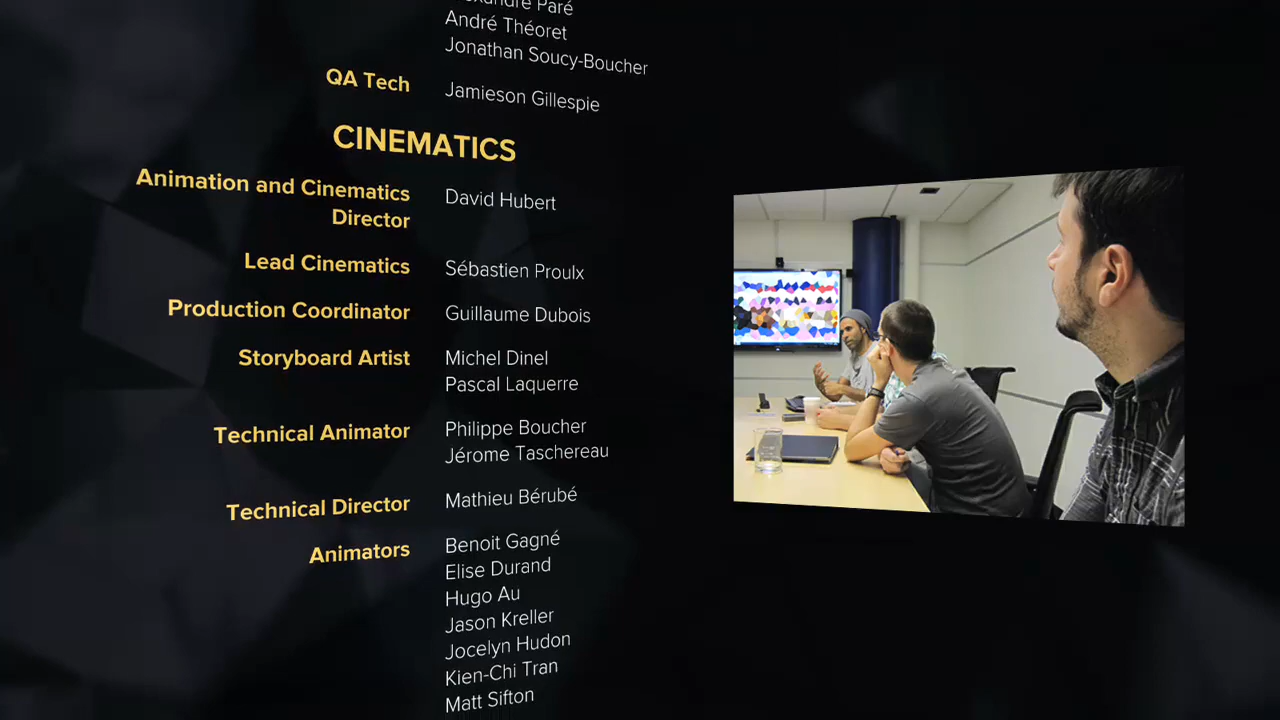 Alexandre Paré
André Théoret
Jonathan Soucy-Boucher
QA Tech Jamieson Gillespie
CINEMATICS
Animation and Cinematics David Hubert
Director
Lead Cinematics Sébastien Proulx
Production Coordinator Guillaume Dubois
Storyboard Artist Michel Dinel
Pascal Laquerre
Technical Animator Philippe Boucher
Jérome Taschereau
Technical Director Mathieu Bérubé
Animators Benoit Gagné
Elise Durand
Hugo Au
Jason Kreller
Jocelyn Hudon
Kien-Chi Tran
Matt Sifton